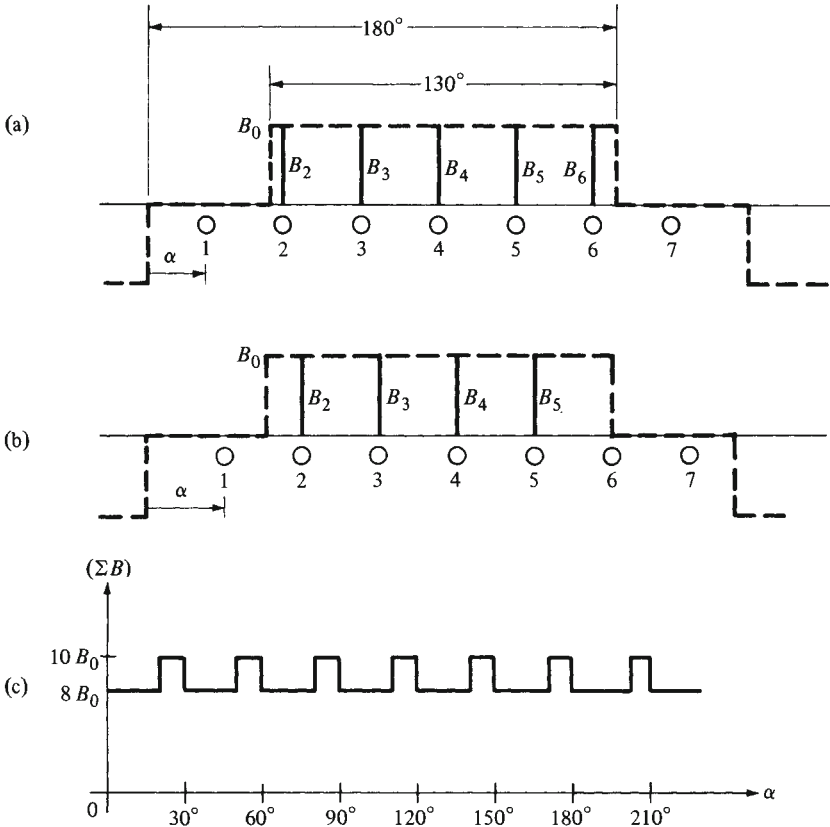 180°
130°
(a)
B₀
B₂ B₃ B₄ B₅ B₆
1 2 3 4 5 6 7
α
B₀
B₂ B₃ B₄ B₅
(b)
1 2 3 4 5 6 7
α
(ΣB)
10 B₀
(c)
8 B₀
0 30° 60° 90° 120° 150° 180° 210° α